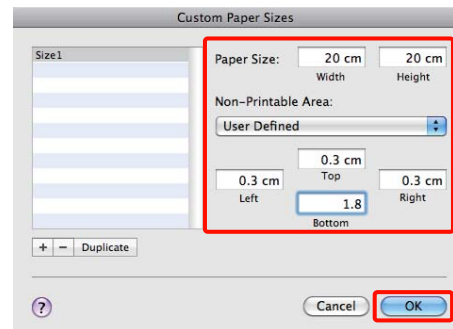 Custom Paper Sizes
Size1
Paper Size: 20 cm 20 cm
Width Height
Non-Printable Area:
User Defined
0.3 cm
Top
0.3 cm 0.3 cm
Left Right
1.8
Bottom
+ − Duplicate
? Cancel OK